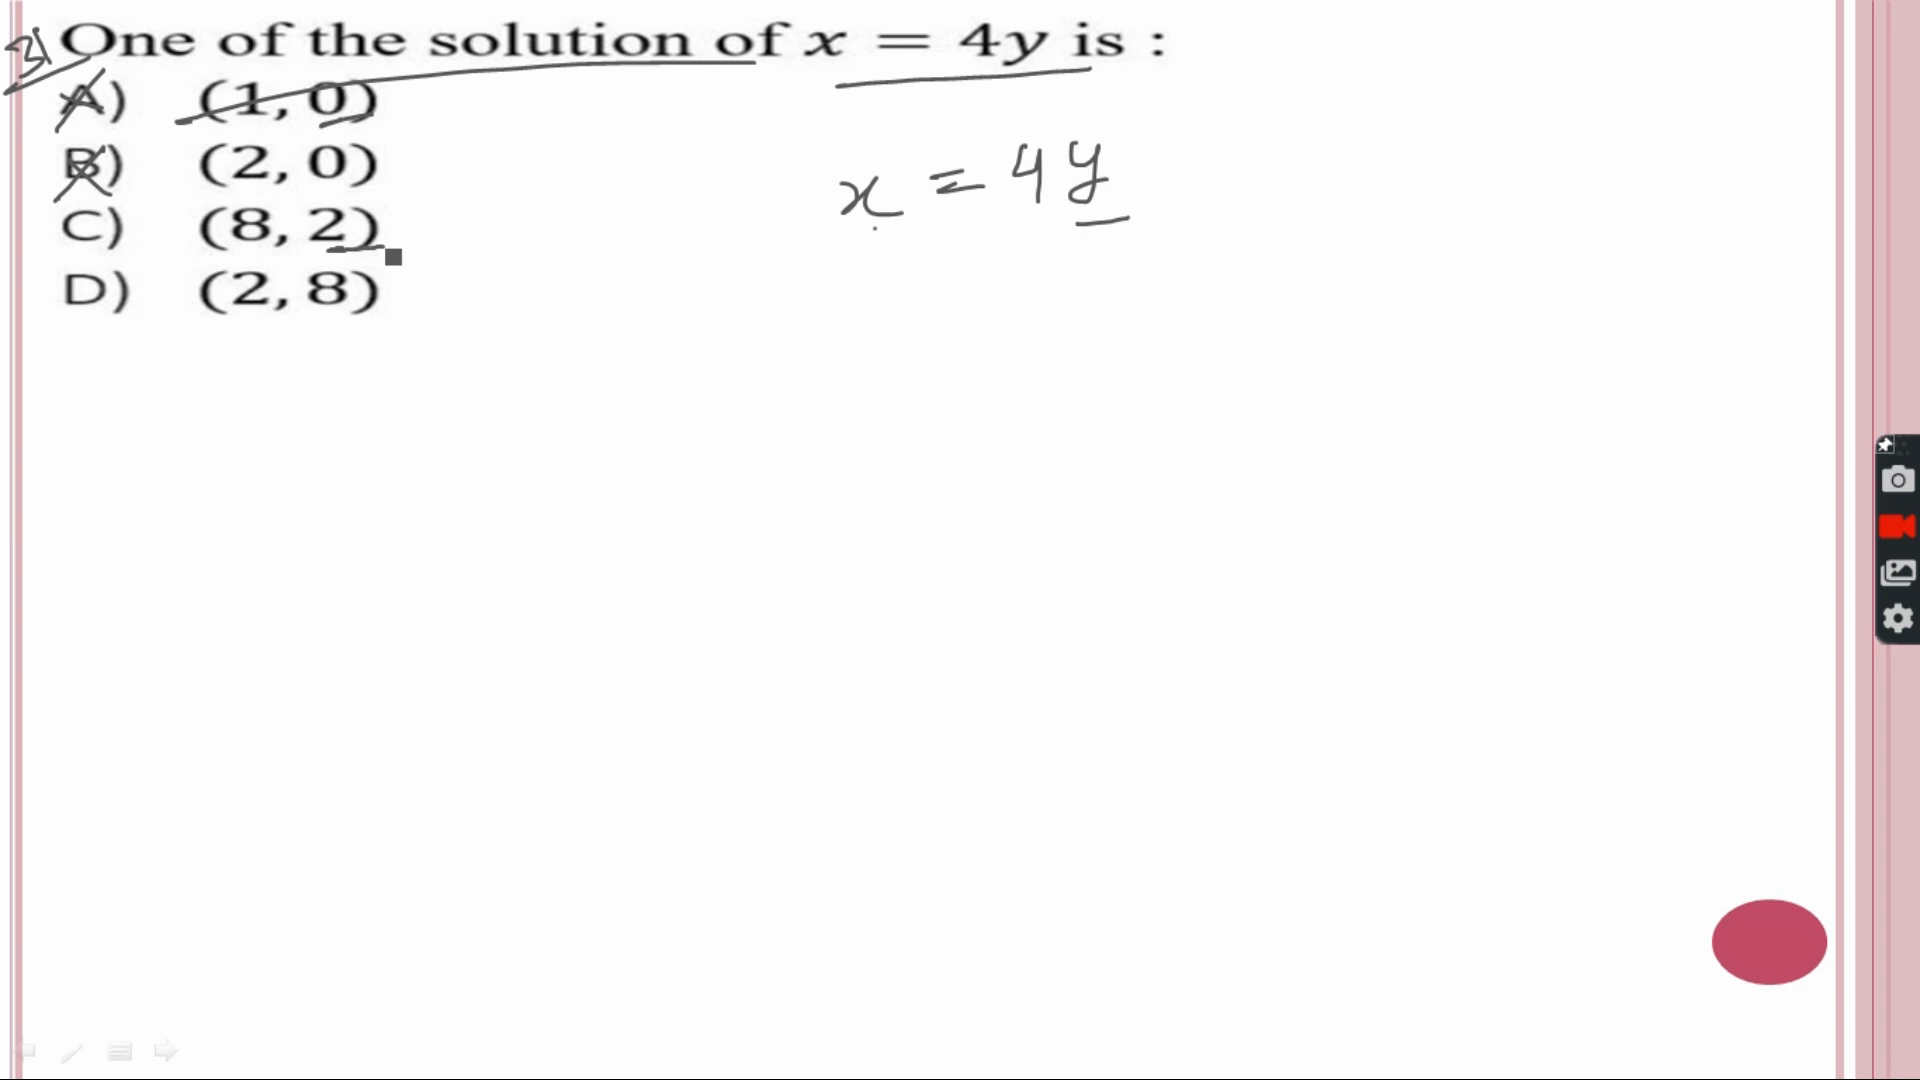 3) One of the solution of x = 4y is :
A) (1, 0)
B) (2, 0)
C) (8, 2)
D) (2, 8)
x = 4y